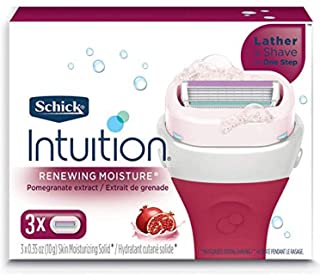 Lather
+ Shave
in One Step
Schick
Intuition
RENEWING MOISTURE®
Pomegranate extract / Extrait de grenade
3X
3 x 0.35 oz (10g) Skin Moisturizing Solid* / Hydratant cutané solide*